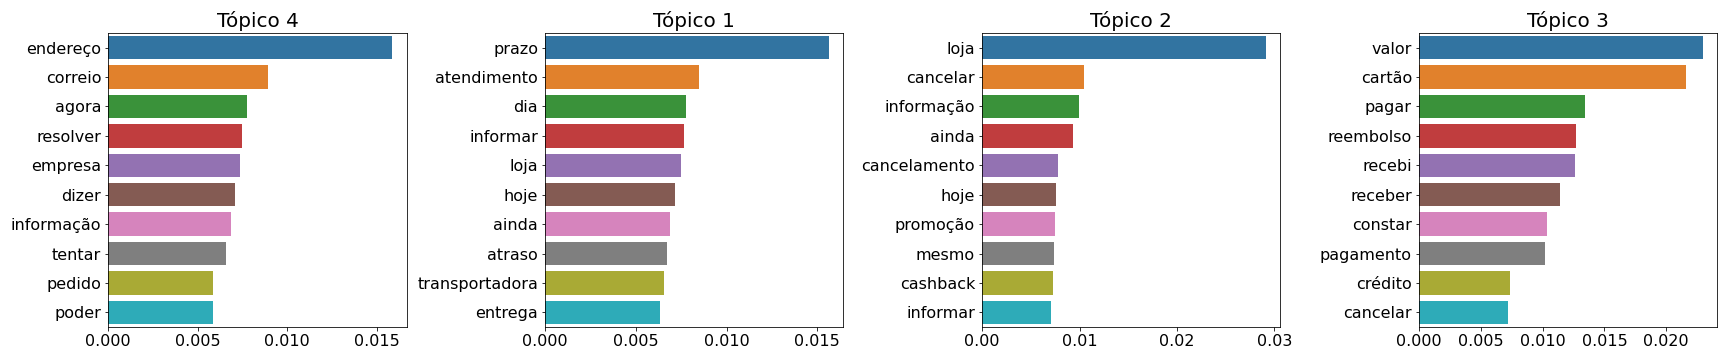 Tópico 4
endereço
correio
agora
resolver
empresa
dizer
informação
tentar
pedido
poder
0.000 0.005 0.010 0.015
Tópico 1
prazo
atendimento
dia
informar
loja
hoje
ainda
atraso
transportadora
entrega
0.000 0.005 0.010 0.015
Tópico 2
loja
cancelar
informação
ainda
cancelamento
hoje
promoção
mesmo
cashback
informar
0.00 0.01 0.02 0.03
Tópico 3
valor
cartão
pagar
reembolso
recebi
receber
constar
pagamento
crédito
cancelar
0.000 0.005 0.010 0.015 0.020